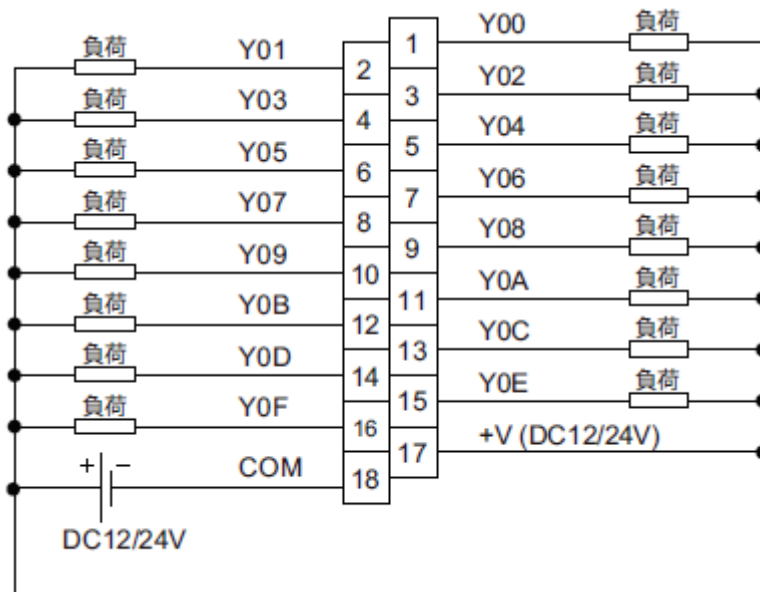 負荷 Y01 2 1 Y00 負荷
負荷 Y03 4 3 Y02 負荷
負荷 Y05 6 5 Y04 負荷
負荷 Y07 8 7 Y06 負荷
負荷 Y09 10 9 Y08 負荷
負荷 Y0B 12 11 Y0A 負荷
負荷 Y0D 14 13 Y0C 負荷
負荷 Y0F 16 15 Y0E 負荷
+ − COM 18 17 +V (DC12/24V)
DC12/24V